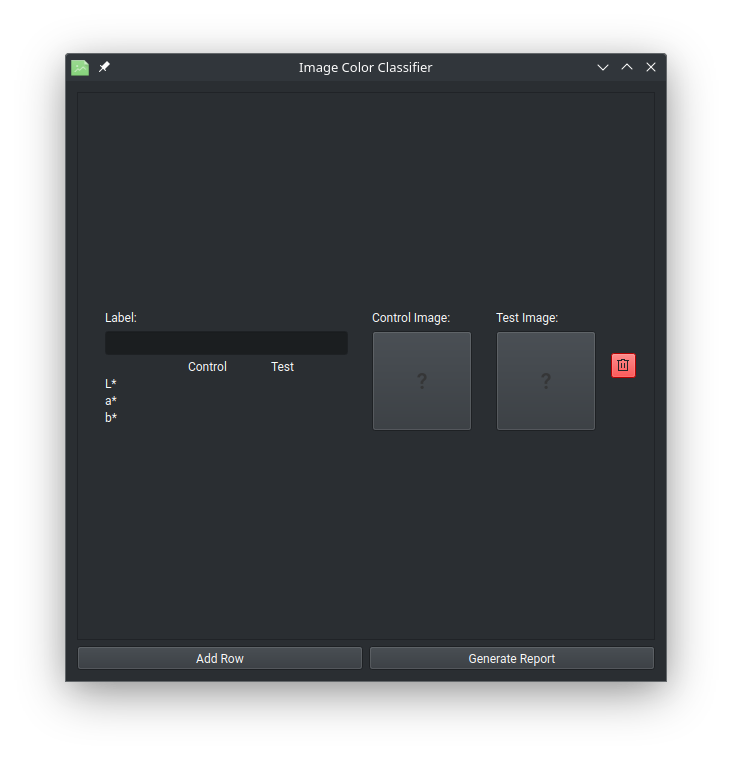 Image Color Classifier
Label:
Control Image:
Test Image:
Control
Test
L*
a*
b*
?
?
Add Row
Generate Report